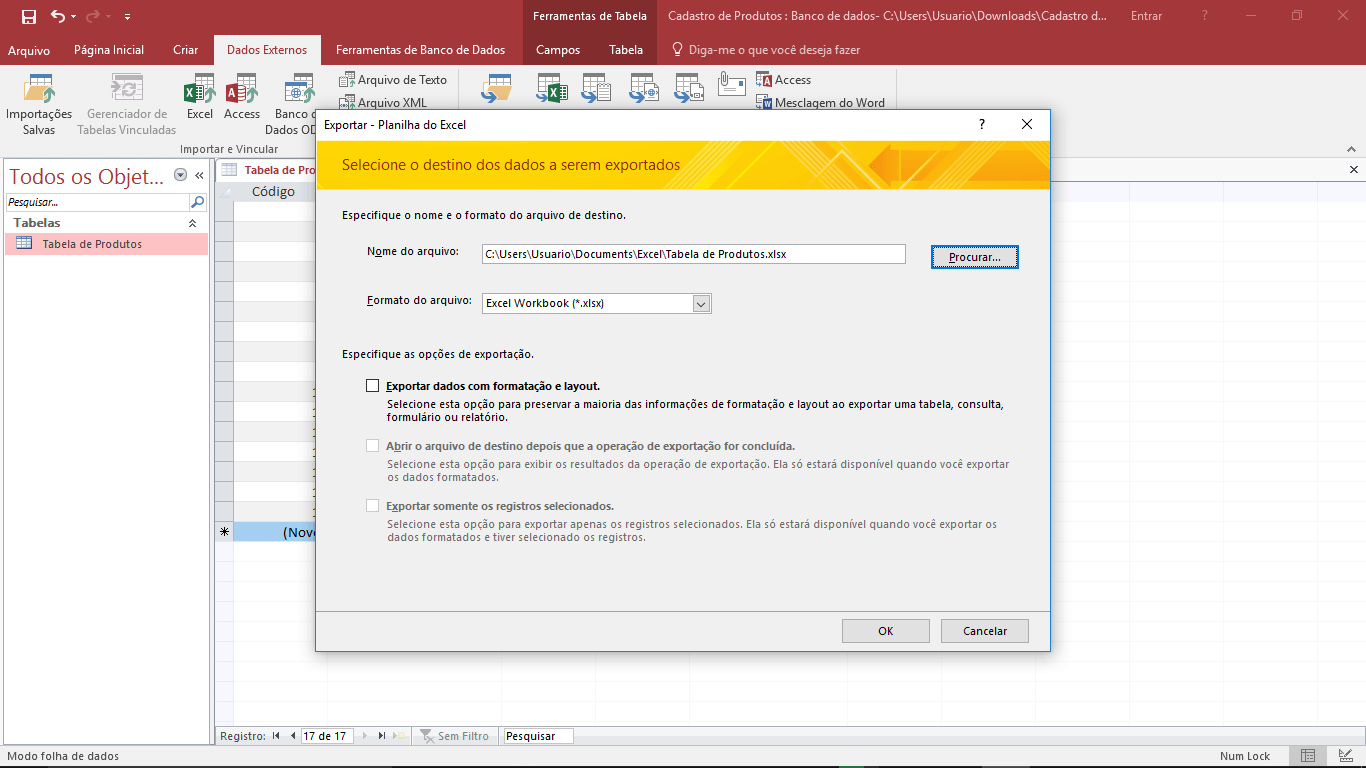 Ferramentas de Tabela
Cadastro de Produtos : Banco de dados- C:\Users\Usuario\Downloads\Cadastro d...
Entrar
?
Arquivo
Página Inicial
Criar
Dados Externos
Ferramentas de Banco de Dados
Campos
Tabela
Diga-me o que você deseja fazer
Importações
Salvas
Gerenciador de
Tabelas Vinculadas
Excel
Access
Banco d
Dados OD
Arquivo de Texto
Arquivo XML
Access
Mesclagem do Word
Importar e Vincular
Todos os Objet...
Pesquisar...
Tabelas
Tabela de Produtos
Tabela de Pro
Código
(Novo
Exportar - Planilha do Excel
?
Selecione o destino dos dados a serem exportados
Especifique o nome e o formato do arquivo de destino.
Nome do arquivo:
C:\Users\Usuario\Documents\Excel\Tabela de Produtos.xlsx
Procurar...
Formato do arquivo:
Excel Workbook (*.xlsx)
Especifique as opções de exportação.
Exportar dados com formatação e layout.
Selecione esta opção para preservar a maioria das informações de formatação e layout ao exportar uma tabela, consulta,
formulário ou relatório.
Abrir o arquivo de destino depois que a operação de exportação for concluída.
Selecione esta opção para exibir os resultados da operação de exportação. Ela só estará disponível quando você exportar
os dados formatados.
Exportar somente os registros selecionados.
Selecione esta opção para exportar apenas os registros selecionados. Ela só estará disponível quando você exportar os
dados formatados e tiver selecionado os registros.
OK
Cancelar
Registro:
17 de 17
Sem Filtro
Pesquisar
Modo folha de dados
Num Lock